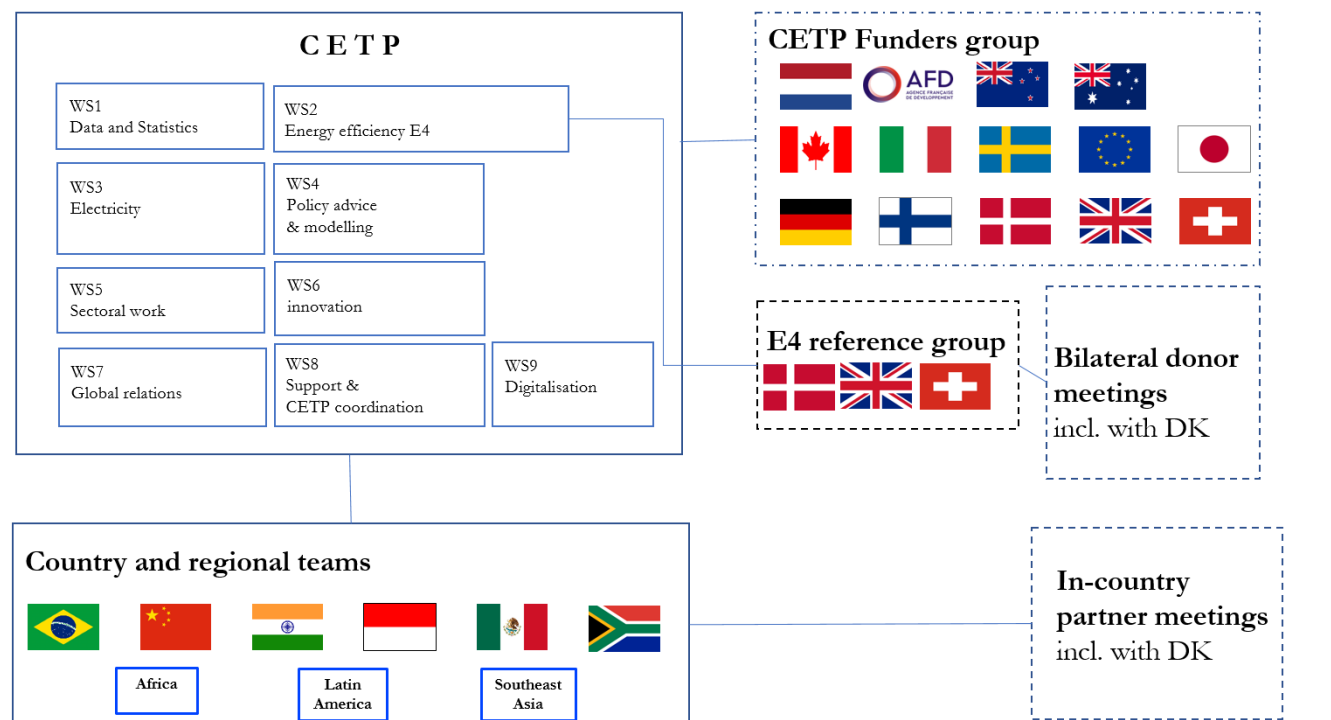 C E T P
WS1
Data and Statistics
WS2
Energy efficiency E4
WS3
Electricity
WS4
Policy advice
& modelling
WS5
Sectoral work
WS6
innovation
WS7
Global relations
WS8
Support &
CETP coordination
WS9
Digitalisation
CETP Funders group
AFD
AGENCE FRANÇAISE
DE DÉVELOPPEMENT
E4 reference group
Bilateral donor
meetings
incl. with DK
Country and regional teams
Africa
Latin
America
Southeast
Asia
In-country
partner meetings
incl. with DK